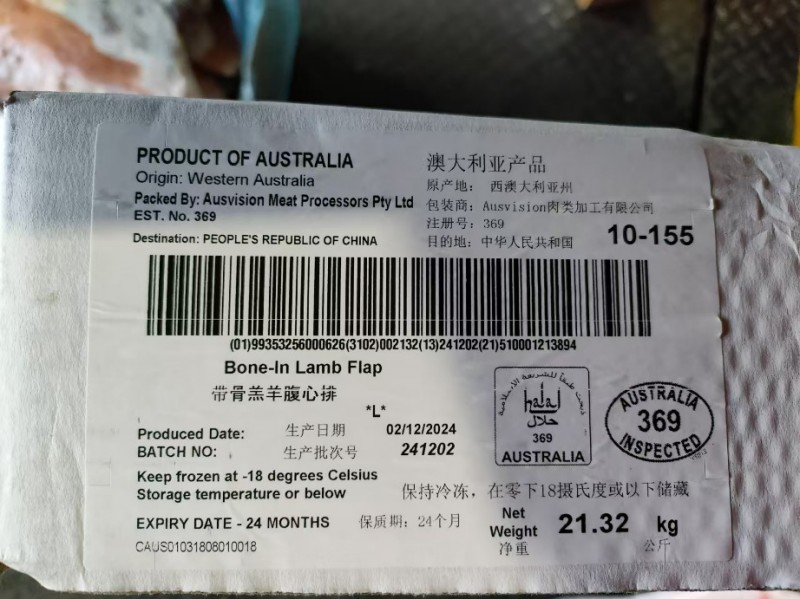 PRODUCT OF AUSTRALIA
Origin: Western Australia
Packed By: Ausvision Meat Processors Pty Ltd
EST. No. 369
Destination: PEOPLE'S REPUBLIC OF CHINA
澳大利亚产品
原产地： 西澳大利亚州
包装商：Ausvision肉类加工有限公司
注册号：369
目的地：中华人民共和国
10-155
(01)99353256000626(3102)002132(13)241202(21)510001213894
Bone-In Lamb Flap
带骨羔羊腹心排
*L*
Produced Date: 生产日期 02/12/2024
BATCH NO: 生产批次号 241202
Keep frozen at -18 degrees Celsius
Storage temperature or below
保持冷冻，在零下18摄氏度或以下储藏
EXPIRY DATE - 24 MONTHS 保质期：24个月
CAUS01031808010018
halal
حلال
369
AUSTRALIA
AUSTRALIA
369
INSPECTED
Net Weight 21.32 kg
净重 公斤